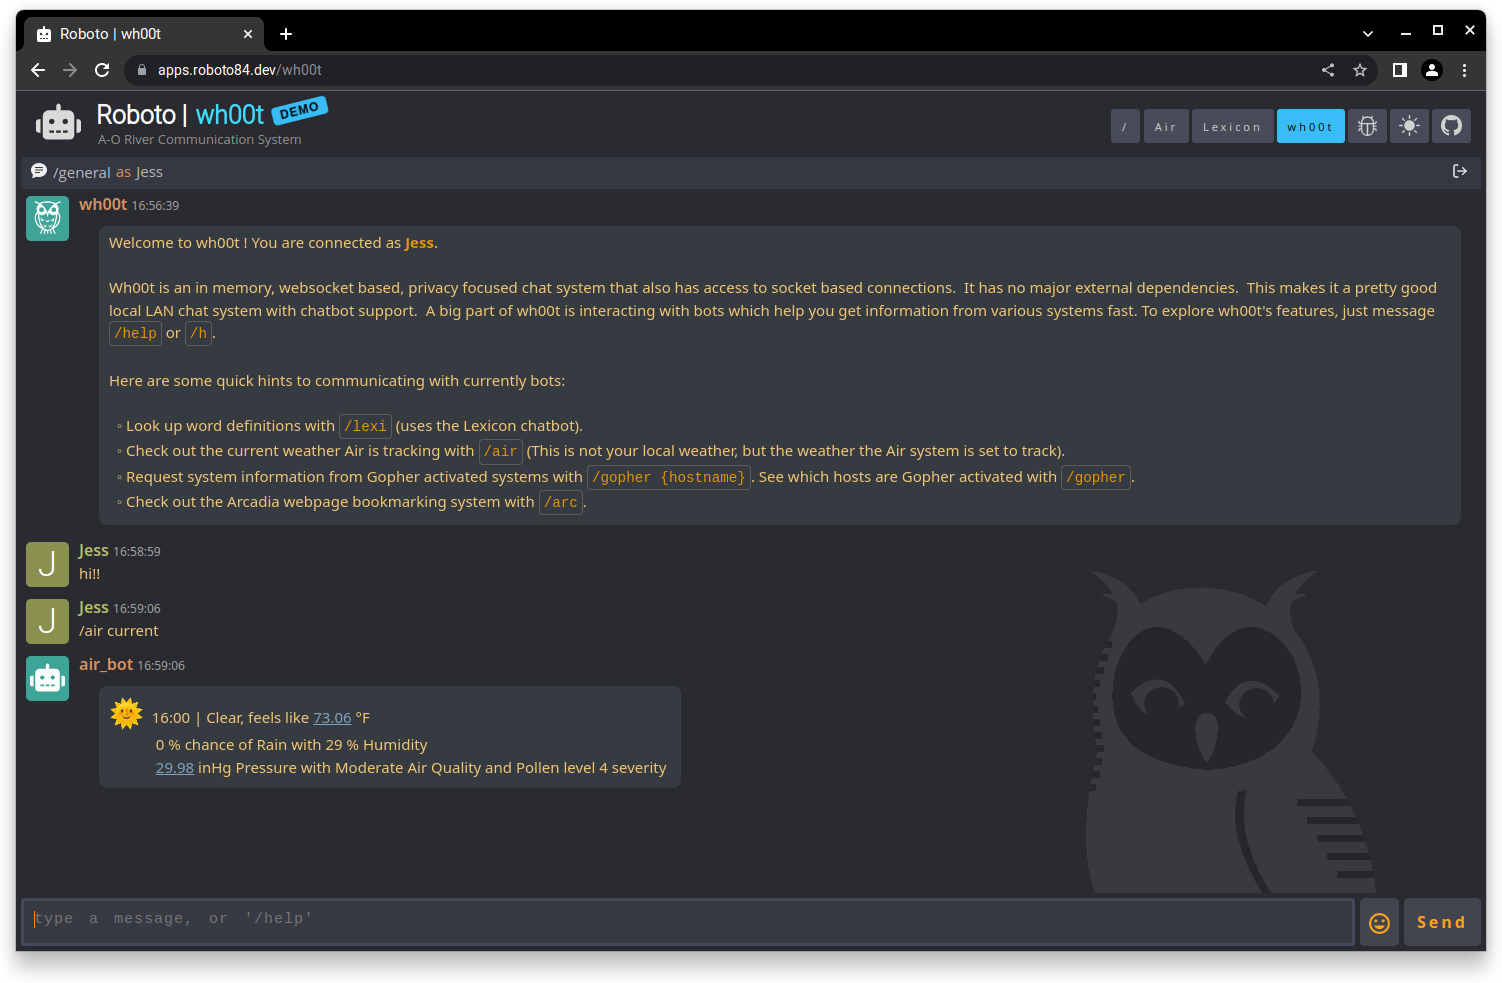 Roboto | wh00t
apps.roboto84.dev/wh00t
Roboto | wh00t DEMO
A-O River Communication System
/ Air Lexicon wh00t
/general as Jess
wh00t 16:56:39
Welcome to wh00t ! You are connected as Jess.
Wh00t is an in memory, websocket based, privacy focused chat system that also has access to socket based connections.  It has no major external dependencies.  This makes it a pretty good
local LAN chat system with chatbot support.  A big part of wh00t is interacting with bots which help you get information from various systems fast. To explore wh00t's features, just message
/help or /h.
Here are some quick hints to communicating with currently bots:
◦ Look up word definitions with /lexi (uses the Lexicon chatbot).
◦ Check out the current weather Air is tracking with /air (This is not your local weather, but the weather the Air system is set to track).
◦ Request system information from Gopher activated systems with /gopher {hostname}. See which hosts are Gopher activated with /gopher.
◦ Check out the Arcadia webpage bookmarking system with /arc.
J Jess 16:58:59
hi!!
J Jess 16:59:06
/air current
air_bot 16:59:06
16:00 | Clear, feels like 73.06 °F
0 % chance of Rain with 29 % Humidity
29.98 inHg Pressure with Moderate Air Quality and Pollen level 4 severity
type a message, or '/help'
Send